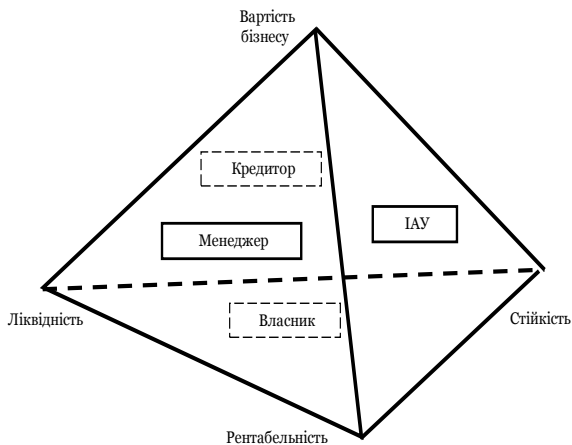 Вартість
бізнесу
Кредитор
ІАУ
Менеджер
Ліквідність
Власник
Стійкість
Рентабельність